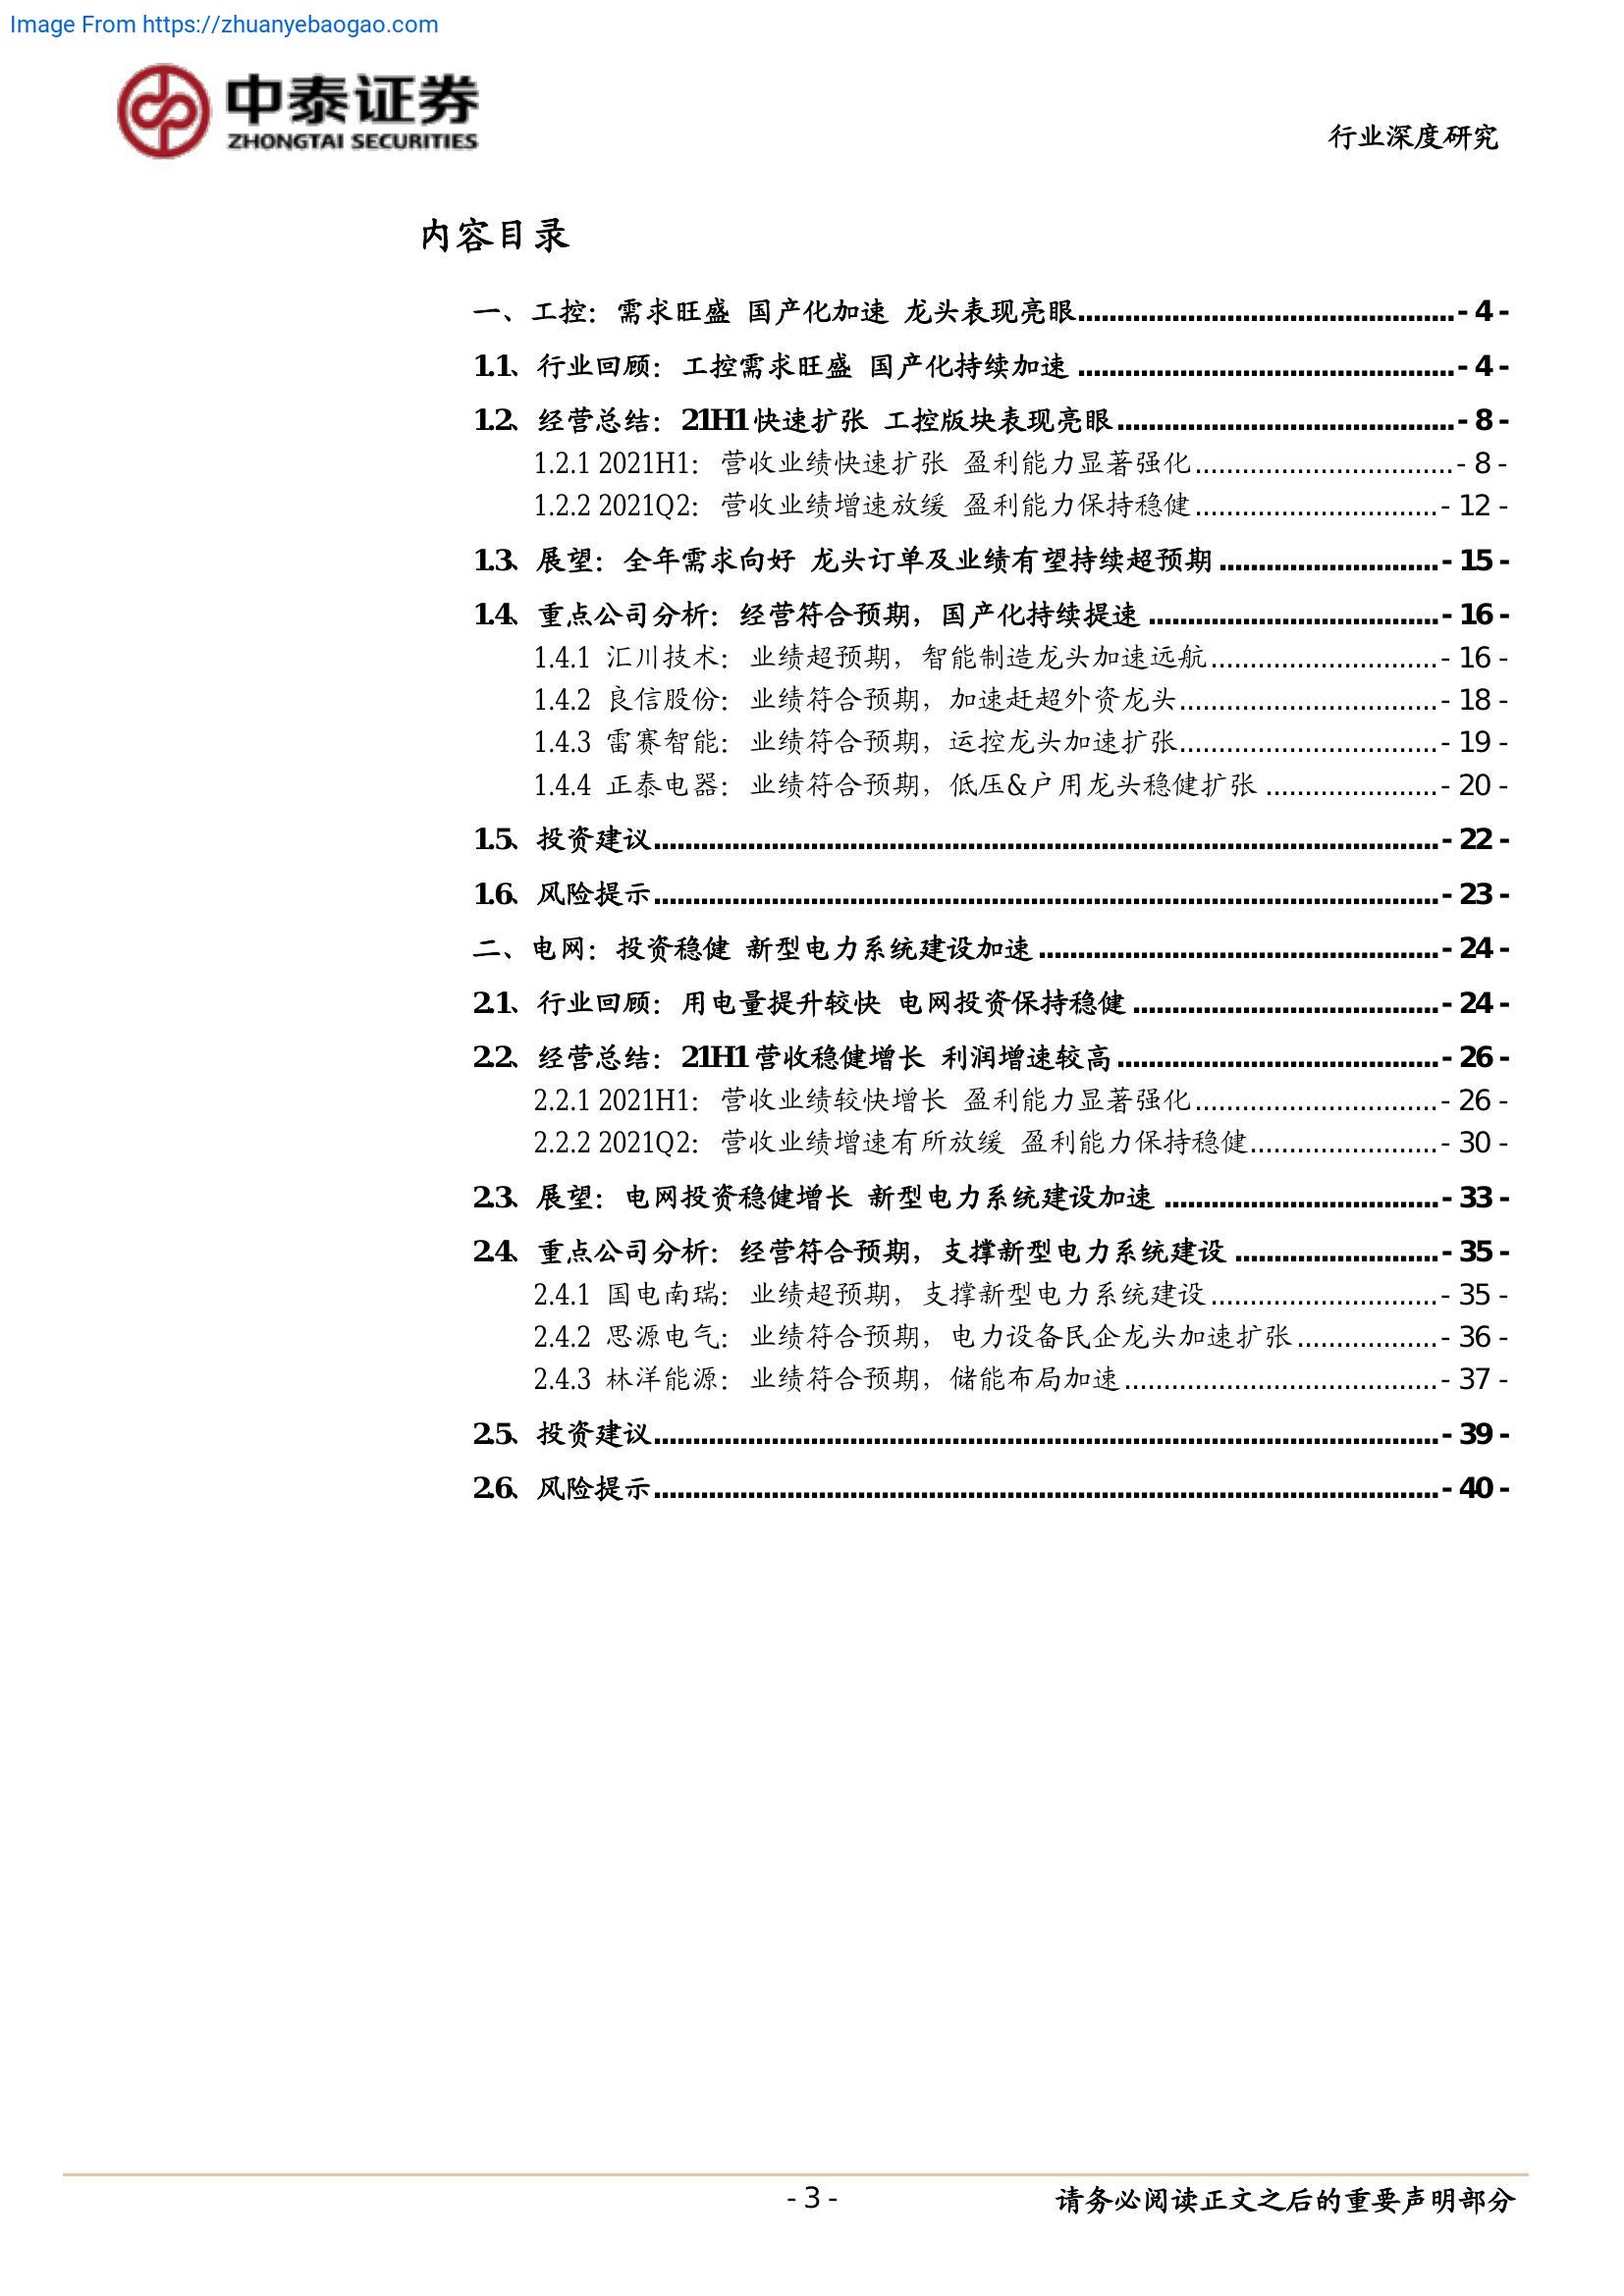 Image From https://zhuanyebaogao.com
中泰证券
ZHONGTAI SECURITIES
行业深度研究
内容目录
一、工控：需求旺盛 国产化加速 龙头表现亮眼................................................- 4 -
1.1、行业回顾：工控需求旺盛 国产化持续加速 ................................................- 4 -
1.2、经营总结：21H1 快速扩张 工控版块表现亮眼...........................................- 8 -
1.2.1 2021H1：营收业绩快速扩张 盈利能力显著强化.................................- 8 -
1.2.2 2021Q2：营收业绩增速放缓 盈利能力保持稳健...............................- 12 -
1.3、展望：全年需求向好 龙头订单及业绩有望持续超预期 ............................- 15 -
1.4、重点公司分析：经营符合预期，国产化持续提速 .....................................- 16 -
1.4.1 汇川技术：业绩超预期，智能制造龙头加速远航.............................- 16 -
1.4.2 良信股份：业绩符合预期，加速赶超外资龙头.................................- 18 -
1.4.3 雷赛智能：业绩符合预期，运控龙头加速扩张.................................- 19 -
1.4.4 正泰电器：业绩符合预期，低压&户用龙头稳健扩张 ......................- 20 -
1.5、投资建议....................................................................................................- 22 -
1.6、风险提示....................................................................................................- 23 -
二、电网：投资稳健 新型电力系统建设加速 ...................................................- 24 -
2.1、行业回顾：用电量提升较快 电网投资保持稳健 .......................................- 24 -
2.2、经营总结：21H1 营收稳健增长 利润增速较高.........................................- 26 -
2.2.1 2021H1：营收业绩较快增长 盈利能力显著强化...............................- 26 -
2.2.2 2021Q2：营收业绩增速有所放缓 盈利能力保持稳健........................- 30 -
2.3、展望：电网投资稳健增长 新型电力系统建设加速 ...................................- 33 -
2.4、重点公司分析：经营符合预期，支撑新型电力系统建设 ..........................- 35 -
2.4.1 国电南瑞：业绩超预期，支撑新型电力系统建设.............................- 35 -
2.4.2 思源电气：业绩符合预期，电力设备民企龙头加速扩张..................- 36 -
2.4.3 林洋能源：业绩符合预期，储能布局加速........................................- 37 -
2.5、投资建议....................................................................................................- 39 -
2.6、风险提示....................................................................................................- 40 -
- 3 -
请务必阅读正文之后的重要声明部分